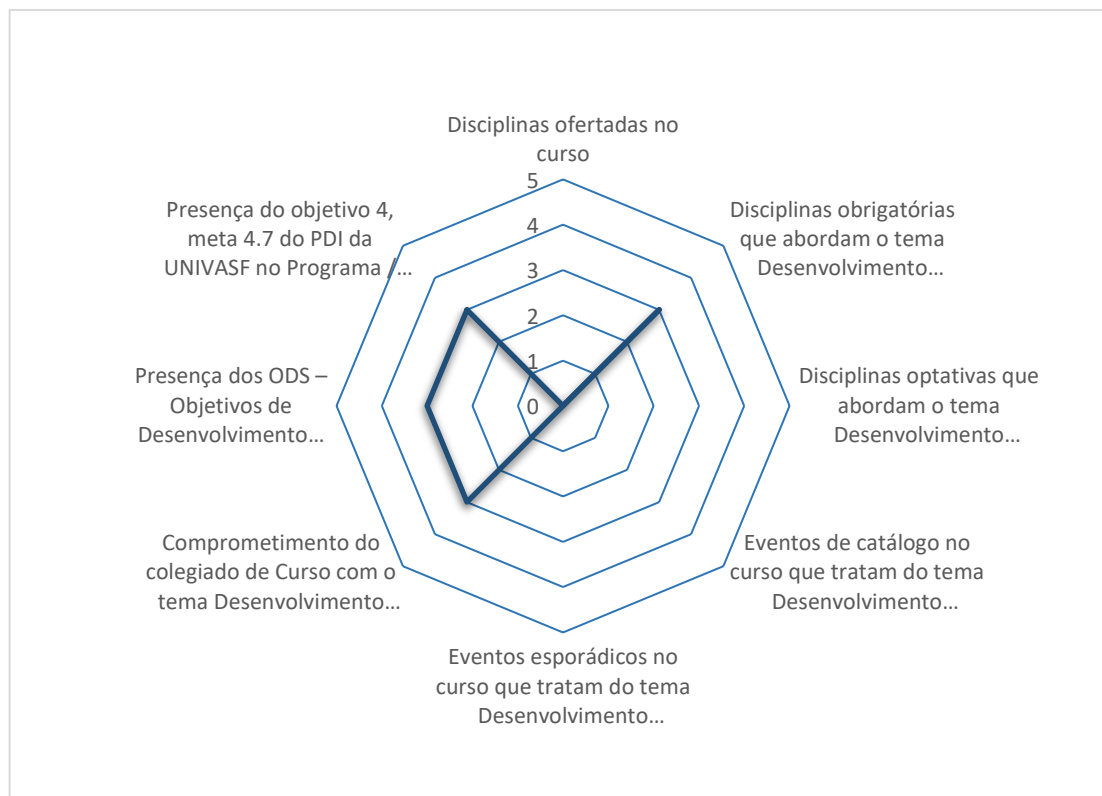 Disciplinas ofertadas no
curso
5
4
3
2
1
0
Disciplinas obrigatórias
que abordam o tema
Desenvolvimento...
Disciplinas optativas que
abordam o tema
Desenvolvimento...
Eventos de catálogo no
curso que tratam do tema
Desenvolvimento...
Eventos esporádicos no
curso que tratam do tema
Desenvolvimento...
Comprometimento do
colegiado de Curso com o
tema Desenvolvimento...
Presença dos ODS –
Objetivos de
Desenvolvimento...
Presença do objetivo 4,
meta 4.7 do PDI da
UNIVASF no Programa /...